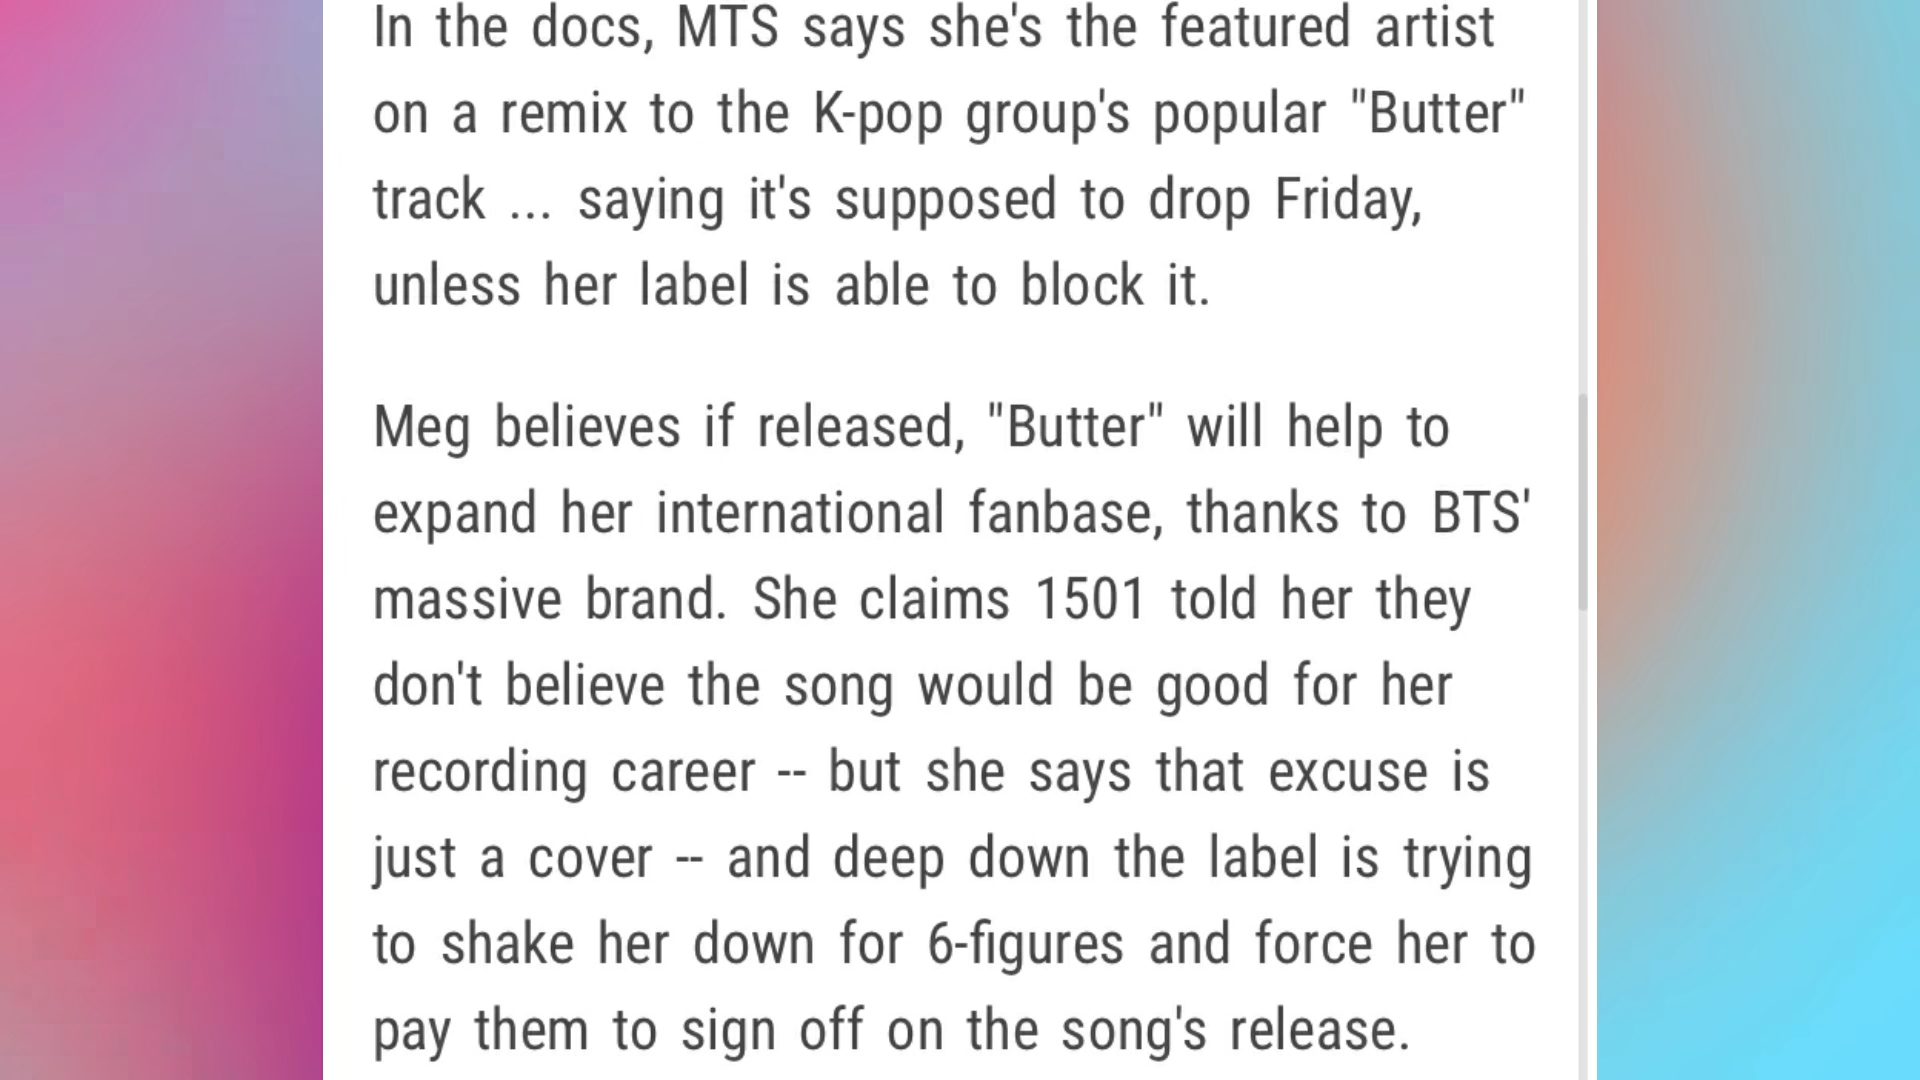 In the docs, MTS says she's the featured artist
on a remix to the K-pop group's popular "Butter"
track ... saying it's supposed to drop Friday,
unless her label is able to block it.
Meg believes if released, "Butter" will help to
expand her international fanbase, thanks to BTS'
massive brand. She claims 1501 told her they
don't believe the song would be good for her
recording career -- but she says that excuse is
just a cover -- and deep down the label is trying
to shake her down for 6-figures and force her to
pay them to sign off on the song's release.